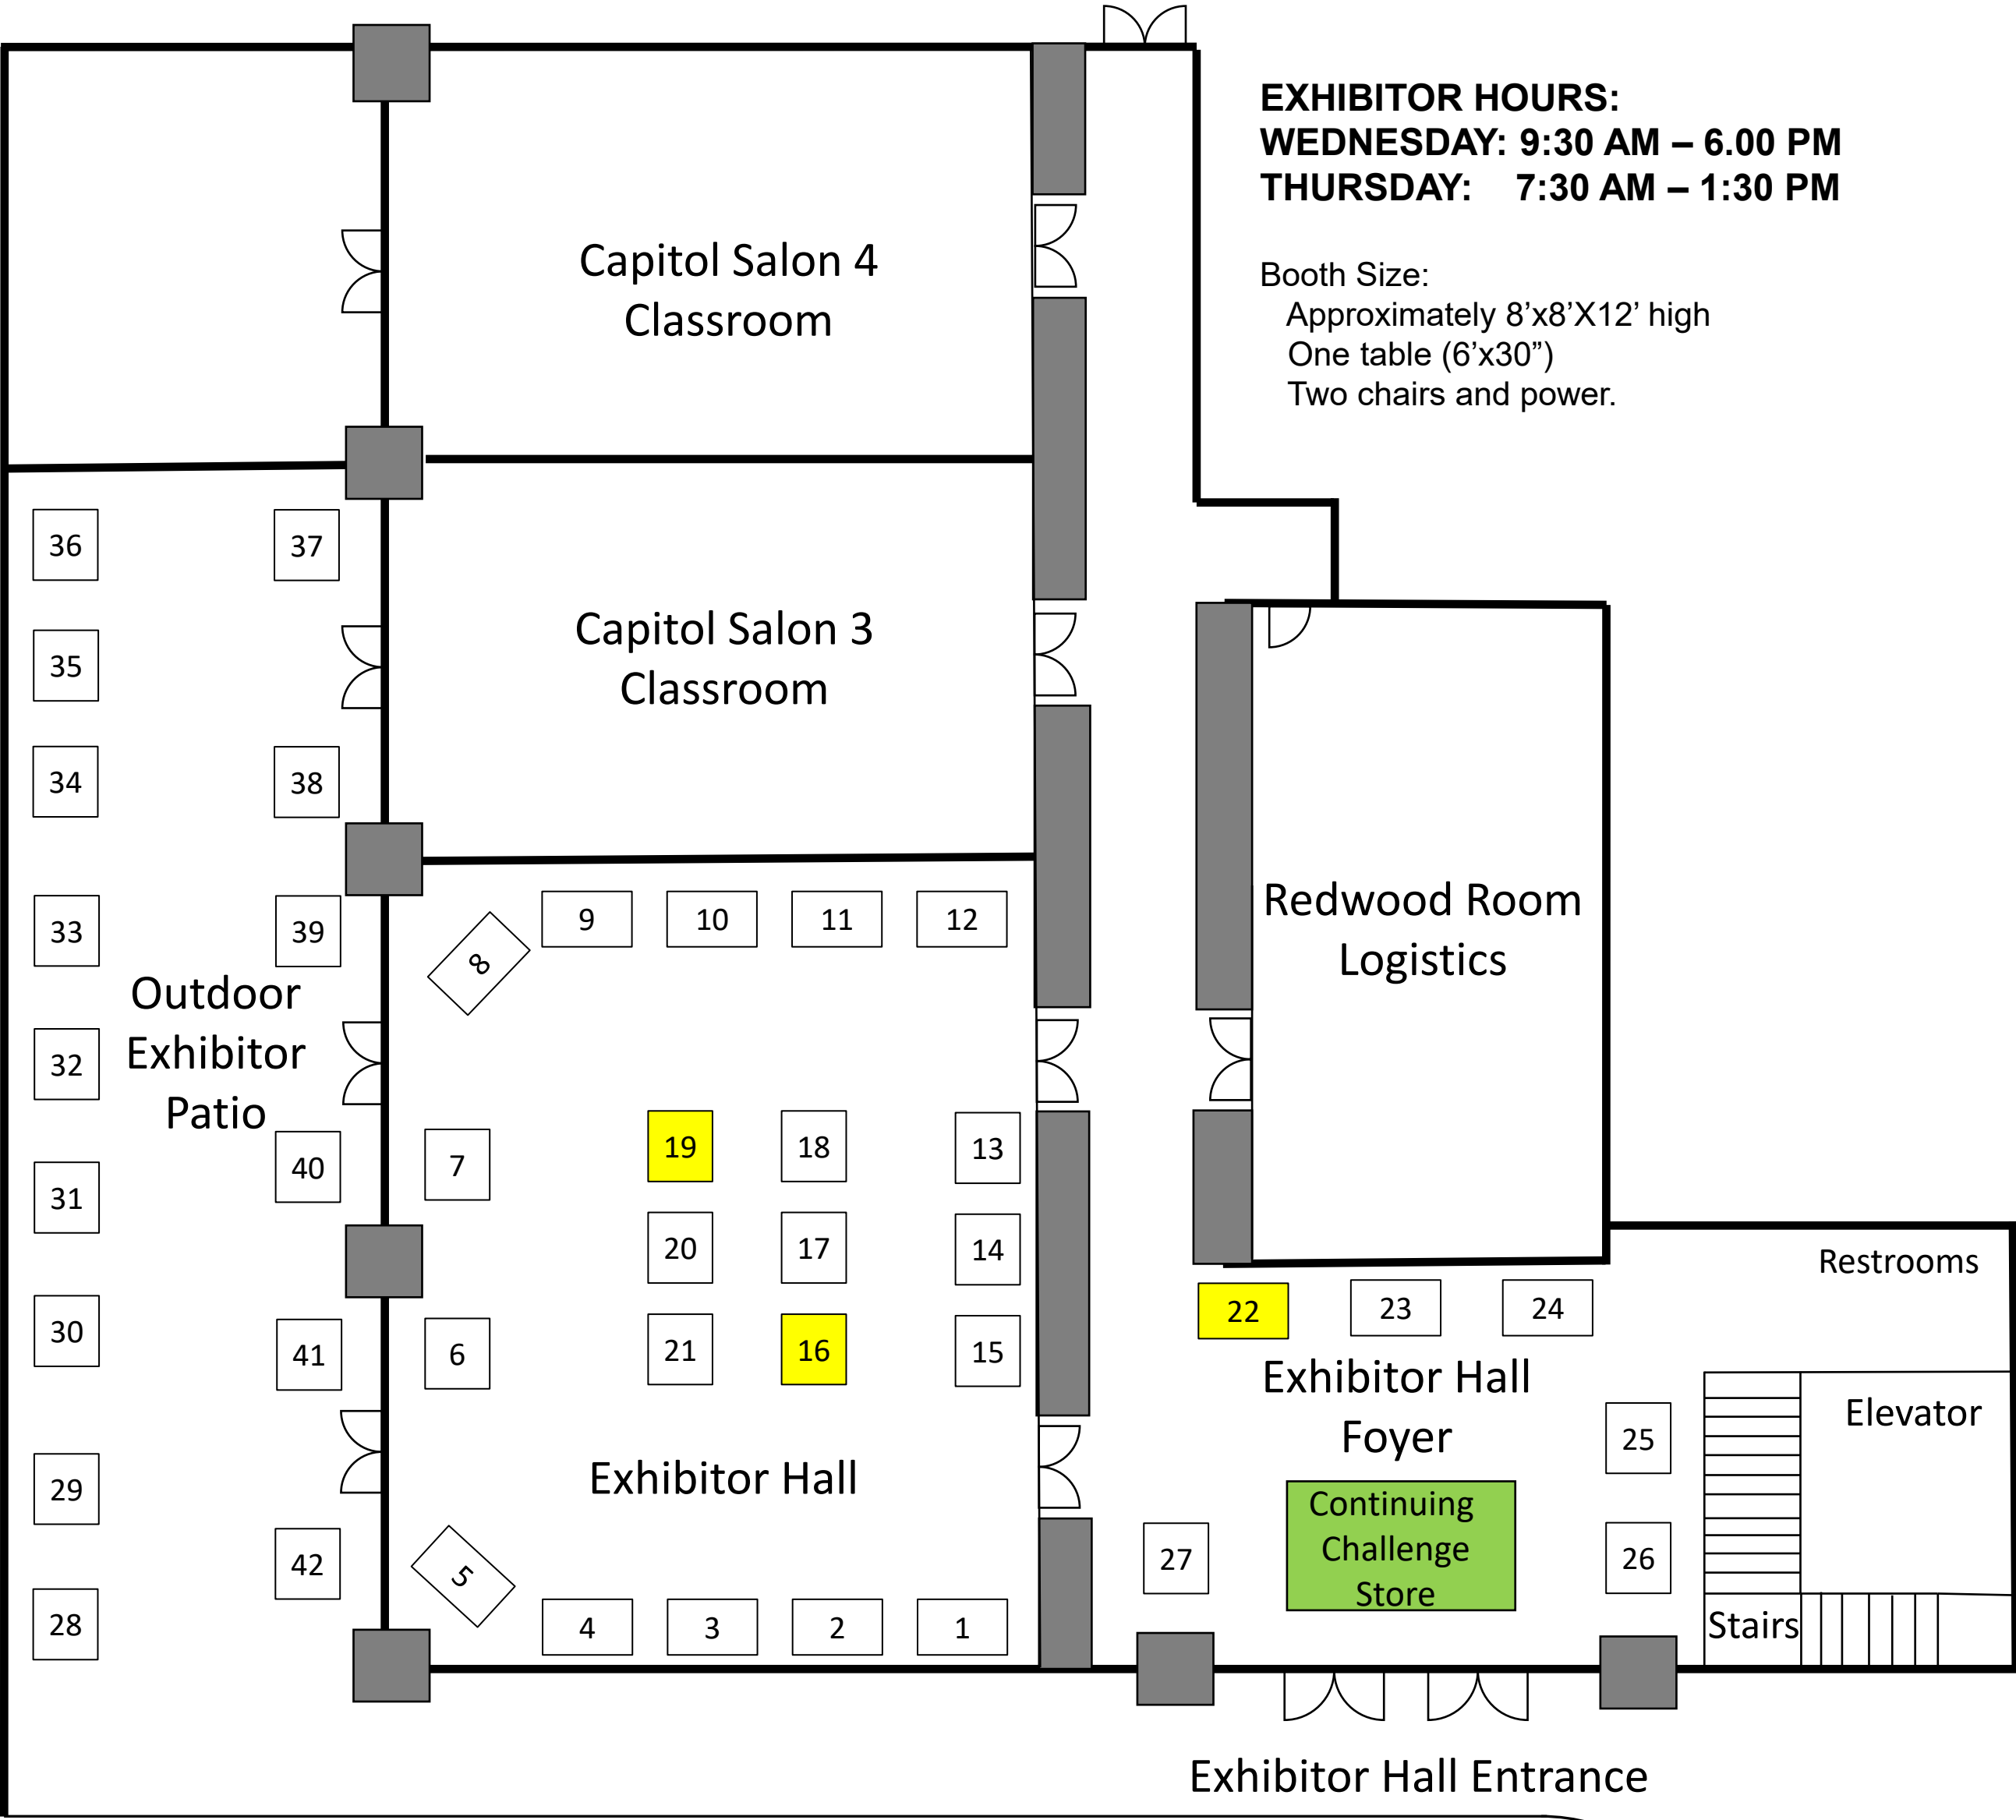 EXHIBITOR HOURS:
WEDNESDAY: 9:30 AM – 6.00 PM
THURSDAY: 7:30 AM – 1:30 PM
Booth Size:
Approximately 8’x8’X12’ high
One table (6’x30”)
Two chairs and power.
Capitol Salon 4
Classroom
Capitol Salon 3
Classroom
36
37
35
34
38
33
39
Outdoor
Exhibitor
Patio
32
31
40
30
41
29
42
28
8
9
10
11
12
7
19
18
13
20
17
14
6
21
16
15
Exhibitor Hall
5
4
3
2
1
Redwood Room
Logistics
22
23
24
Exhibitor Hall
Foyer
25
Continuing
Challenge
Store
27
26
Restrooms
Elevator
Stairs
Exhibitor Hall Entrance